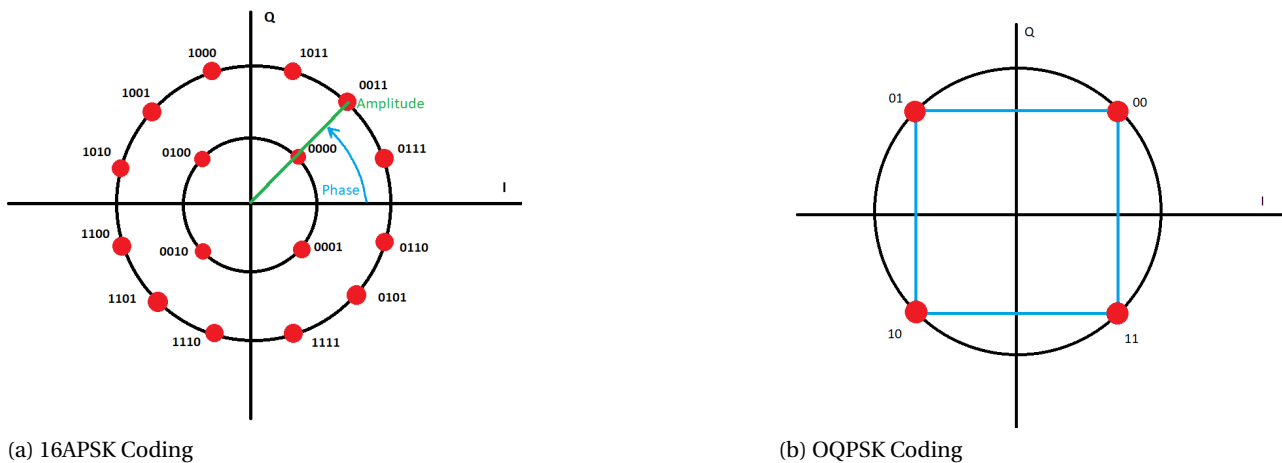 Q
1000
1011
0011
Amplitude
1001
0100
0000
0111
1010
Phase
I
1100
0010
0001
0110
1101
0101
1110
1111
(a) 16APSK Coding
Q
01
00
I
10
11
(b) OQPSK Coding